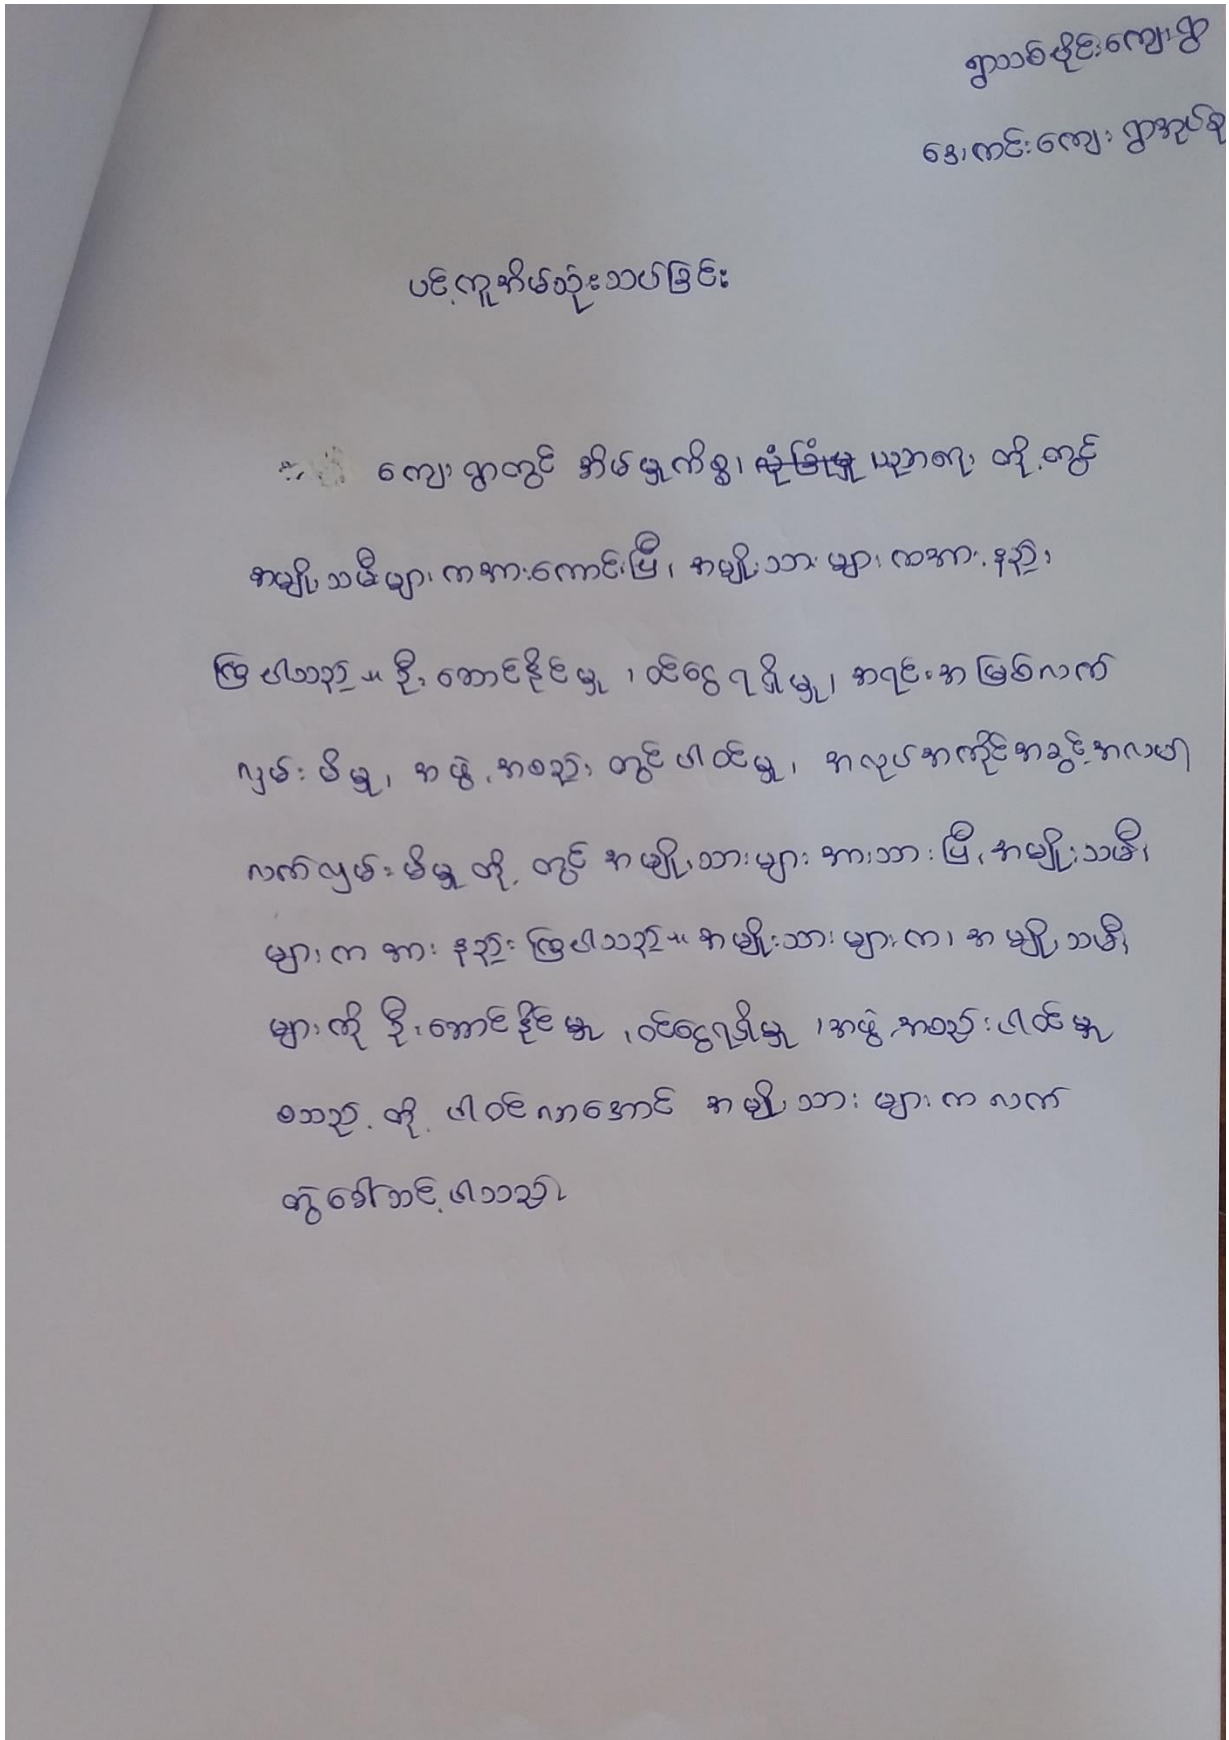 ရွာသစ်ပိုင်းကျေးရွာ
ဒေါကင်းကျေးရွာအုပ်စု
ပင့်ကူအိမ်သုံးသပ်ခြင်း
ကျေးရွာတွင် အိမ်မှုကိစ္စ၊ လုံခြုံမှု ပညာရေး တို့တွင်
အမျိုးသမီးများကအားကောင်းပြီး အမျိုးသားများကအားနည်း
ကြပါသည်။ ဦးဆောင်နိုင်မှု၊ ဝင်ငွေရရှိမှု၊ အရင်းအမြစ်လက်
လှမ်းမီမှု၊ အဖွဲ့အစည်းတွင်ပါဝင်မှု၊ အလုပ်အကိုင်အခွင့်အလမ်း
လက်လှမ်းမီမှုတို့တွင် အမျိုးသားများအားသားပြီး အမျိုးသမီး
များက အားနည်းကြပါသည်။ အမျိုးသားများက၊ အမျိုးသမီး
များကို ဦးဆောင်နိုင်မှု၊ ဝင်ငွေရရှိမှု၊ အဖွဲ့အစည်းပါဝင်မှု
စသည့်တို့ ပါဝင်လာအောင် အမျိုးသားများက လက်
တွဲခေါ်သင့်ပါသည်။